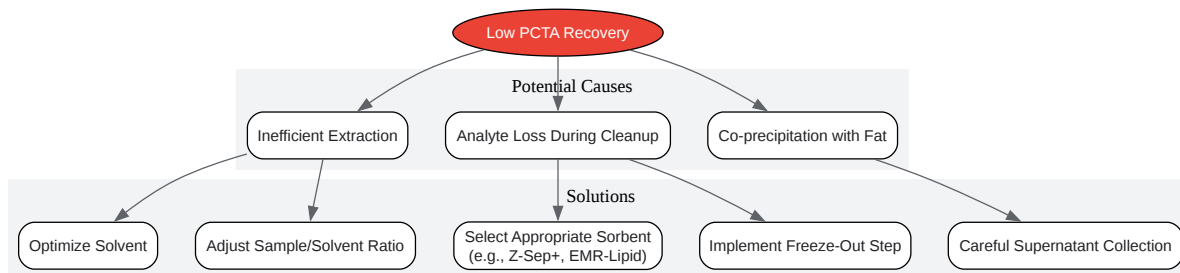 Low PCTA Recovery
Potential Causes
Inefficient Extraction
Analyte Loss During Cleanup
Co-precipitation with Fat
Solutions
Optimize Solvent
Adjust Sample/Solvent Ratio
Select Appropriate Sorbent
(e.g., Z-Sep+, EMR-Lipid)
Implement Freeze-Out Step
Careful Supernatant Collection